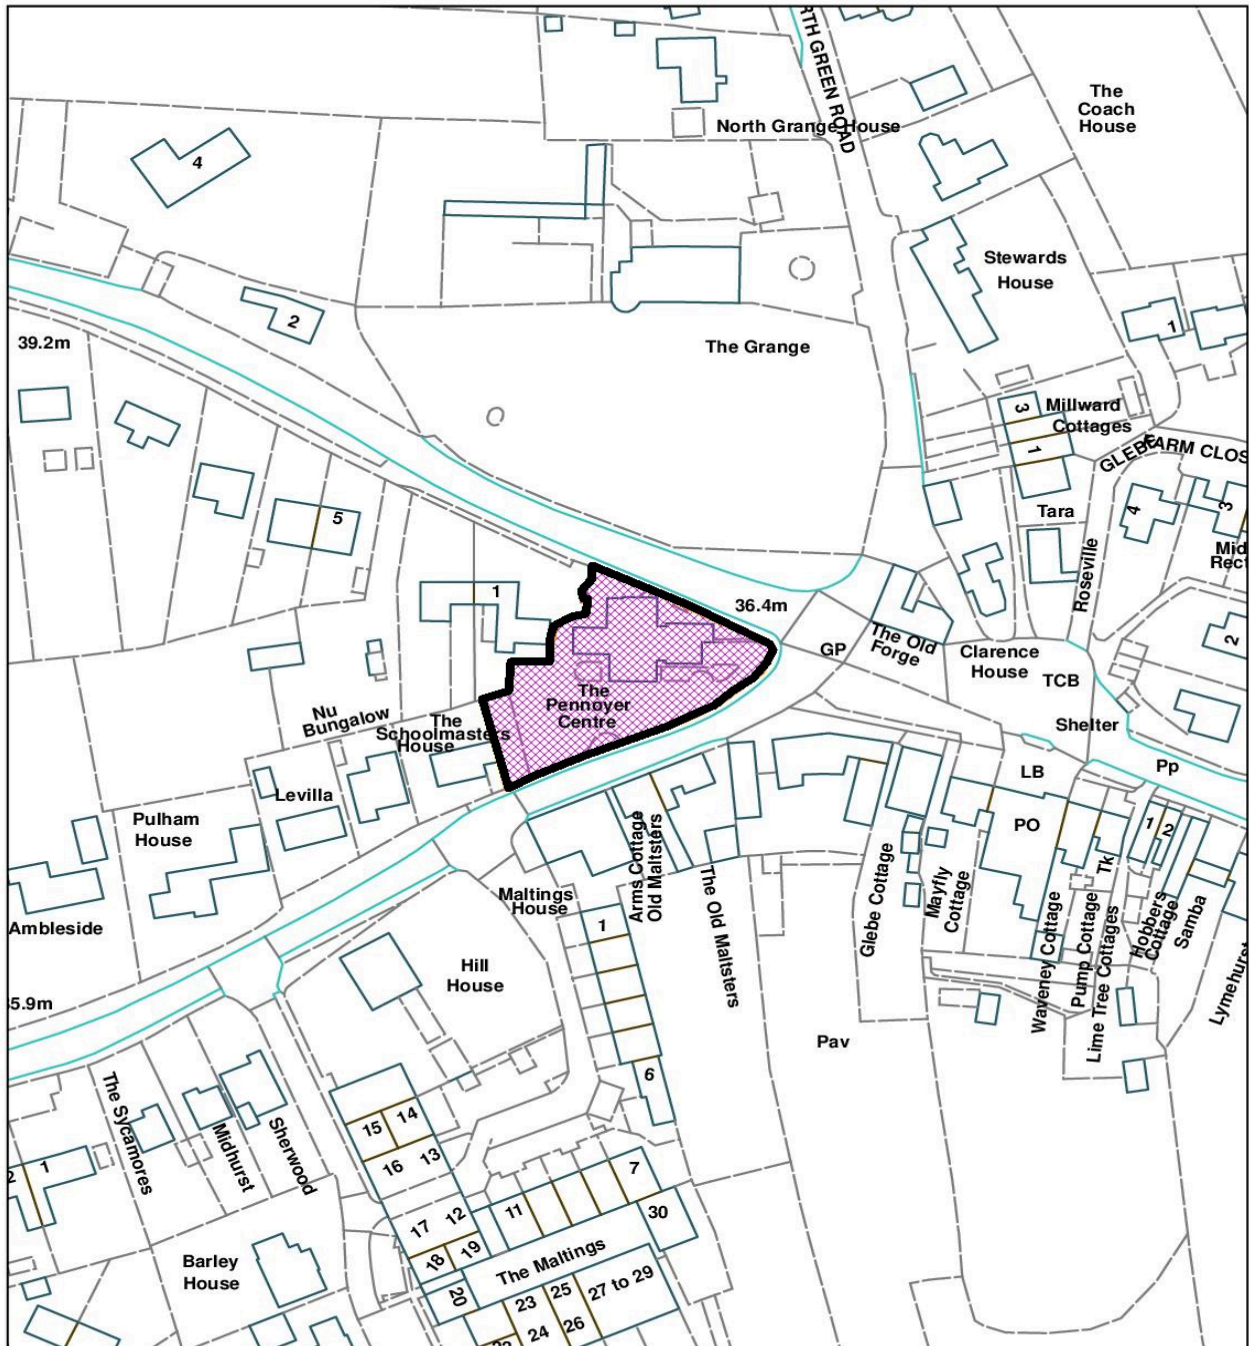 RTH GREEN ROAD
The
Coach
House
North Grange House
4
Stewards
House
2
1
39.2m
The Grange
3
Millward
Cottages
1
GLEBE
FARM CLOS
Tara
4
3
5
Mid
Rect
Roseville
1
36.4m
2
GP
The Old
Forge
Clarence
House
TCB
The
Pennoyer
Centre
Nu
Bungalow
The
Schoolmasters
House
Shelter
Pp
LB
Levilla
Pulham
House
PO
1
2
Tk
Arms Cottage
Old Maltsters
The Old Maltsters
Glebe Cottage
Mayfly
Cottage
Maltings
House
Waveney Cottage
Pump Cottage
Lime Tree Cottages
Hobbers
Cottage
Samba
Lymehurst
Ambleside
1
Hill
House
35.9m
Pav
6
The Sycamores
Midhurst
Sherwood
15
14
16
13
2
1
7
17
12
11
30
18
19
Barley
House
The Maltings
20
23
25
27 to 29
24
26